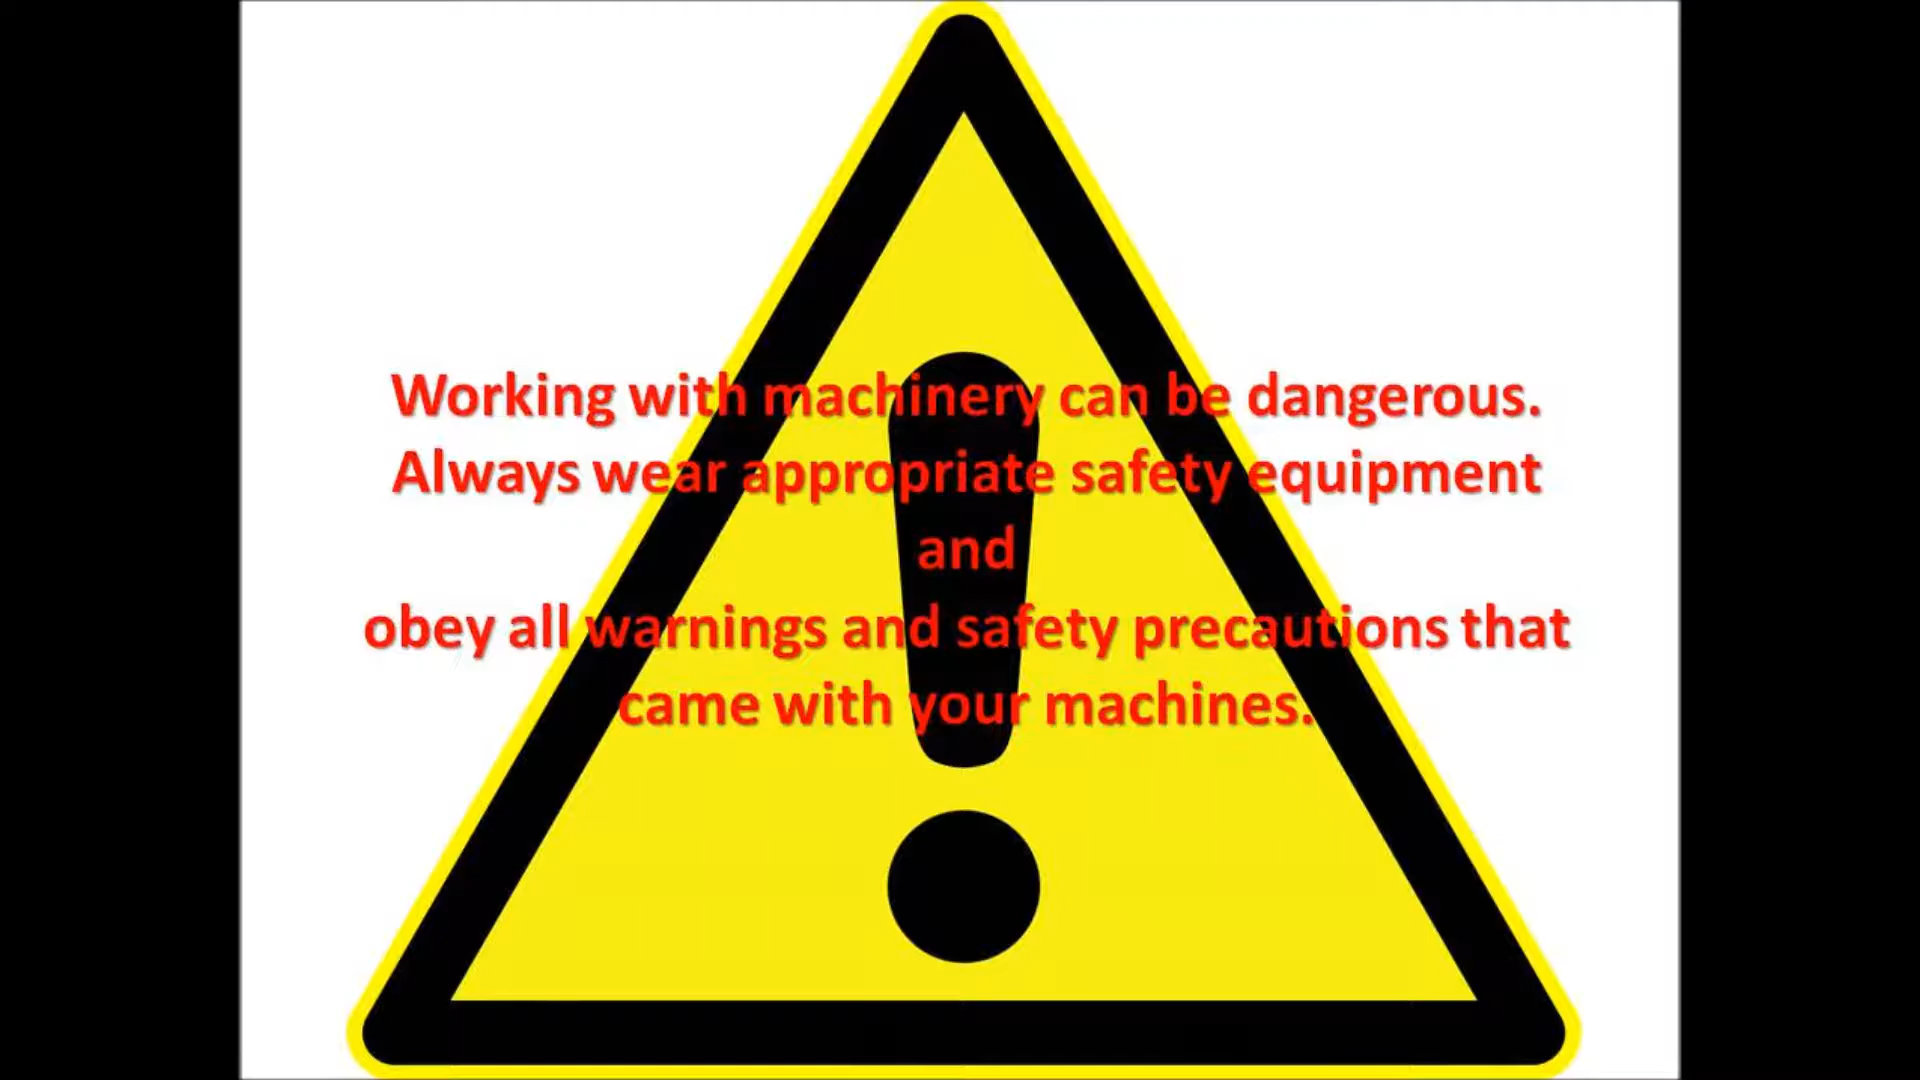 Working with machinery can be dangerous.
Always wear appropriate safety equipment
and
obey all warnings and safety precautions that
came with your machines.